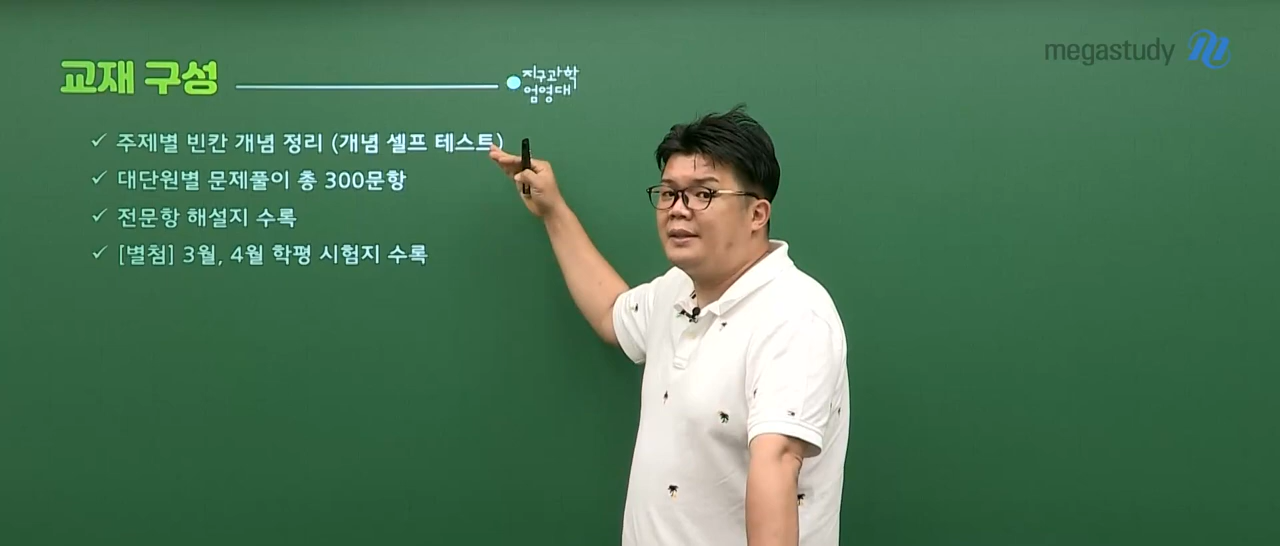 megastudy
교재 구성
지구과학
엄영대
주제별 빈칸 개념 정리 (개념 셀프 테스트)
대단원별 문제풀이 총 300문항
전문항 해설지 수록
[별첨] 3월, 4월 학평 시험지 수록